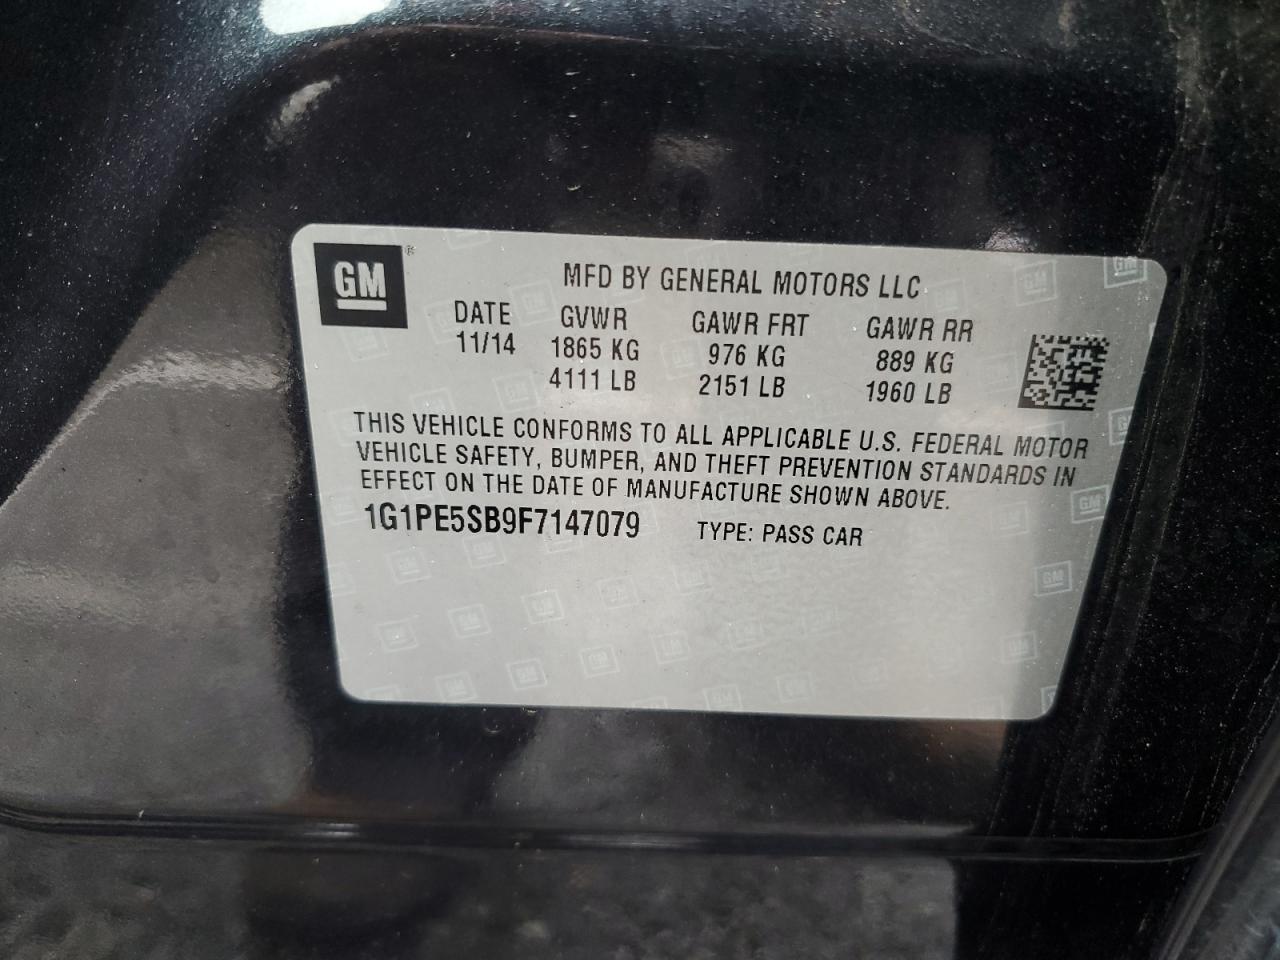 GM®
MFD BY GENERAL MOTORS LLC
DATE GVWR GAWR FRT GAWR RR
11/14 1865 KG 976 KG 889 KG
4111 LB 2151 LB 1960 LB
THIS VEHICLE CONFORMS TO ALL APPLICABLE U.S. FEDERAL MOTOR
VEHICLE SAFETY, BUMPER, AND THEFT PREVENTION STANDARDS IN
EFFECT ON THE DATE OF MANUFACTURE SHOWN ABOVE.
1G1PE5SB9F7147079 TYPE: PASS CAR